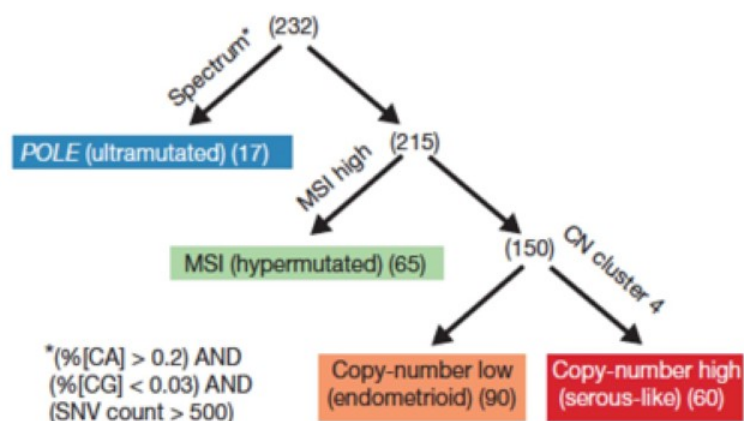 (232)
Spectrum*
POLE (ultramutated) (17)
(215)
MSI high
MSI (hypermutated) (65)
(150)
CN cluster 4
*(%[CA] > 0.2) AND
(%[CG] < 0.03) AND
(SNV count > 500)
Copy-number low
(endometrioid) (90)
Copy-number high
(serous-like) (60)